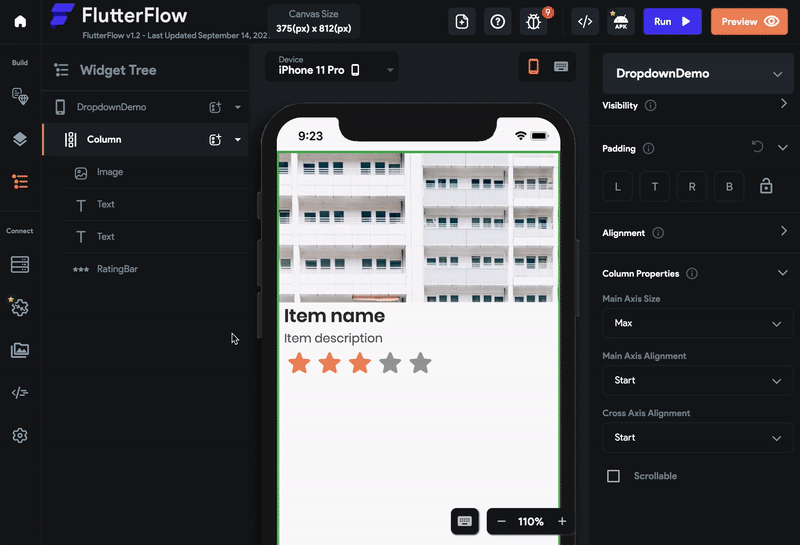 FlutterFlow
FlutterFlow v1.2 - Last Updated September 14, 202
Canvas Size
375(px) x 812(px)
9
APK
Run
Preview
Build
Connect
Widget Tree
DropdownDemo
Column
Image
Text
Text
RatingBar
Device
iPhone 11 Pro
9:23
Item name
Item description
110%
DropdownDemo
Visibility
Padding
L
T
R
B
Alignment
Column Properties
Main Axis Size
Max
Main Axis Alignment
Start
Cross Axis Alignment
Start
Scrollable